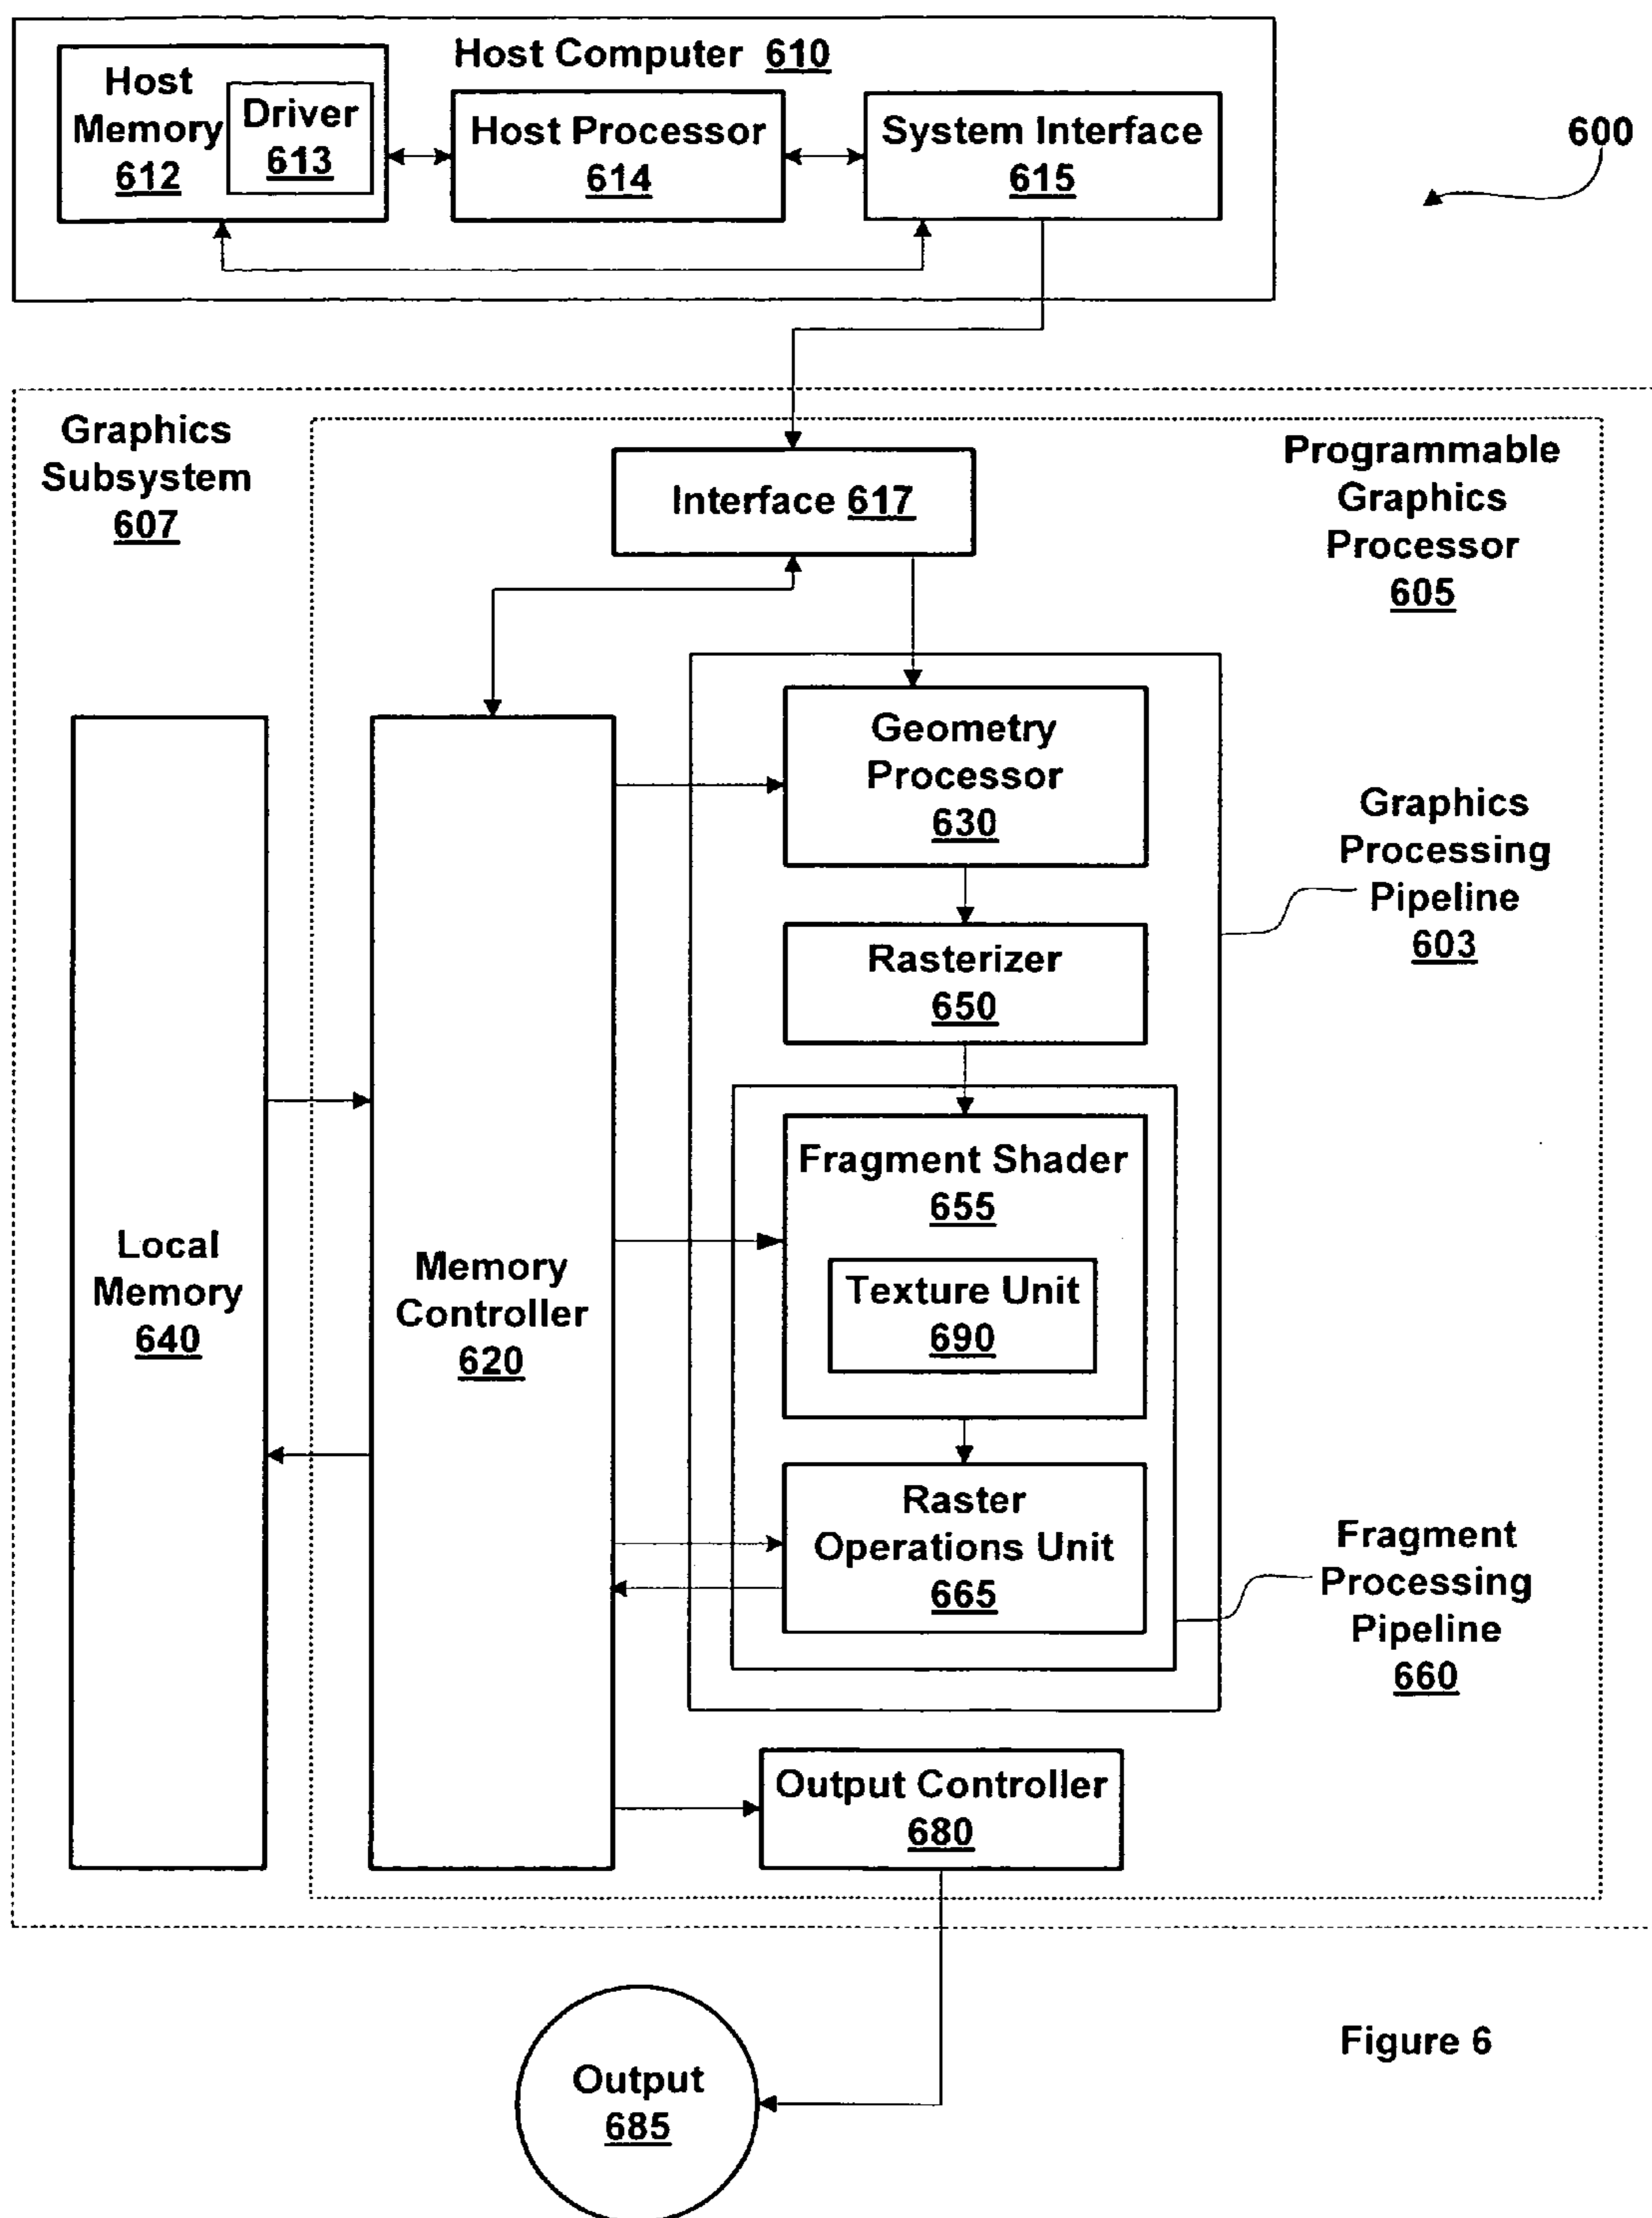 Host Computer 610
Host
Memory
612
Driver
613
Host Processor
614
System Interface
615
600
Graphics
Subsystem
607
Interface 617
Programmable
Graphics
Processor
605
Geometry
Processor
630
Graphics
Processing
Pipeline
603
Rasterizer
650
Fragment Shader
655
Texture Unit
690
Local
Memory
640
Memory
Controller
620
Raster
Operations Unit
665
Fragment
Processing
Pipeline
660
Output Controller
680
Output
685
Figure 6